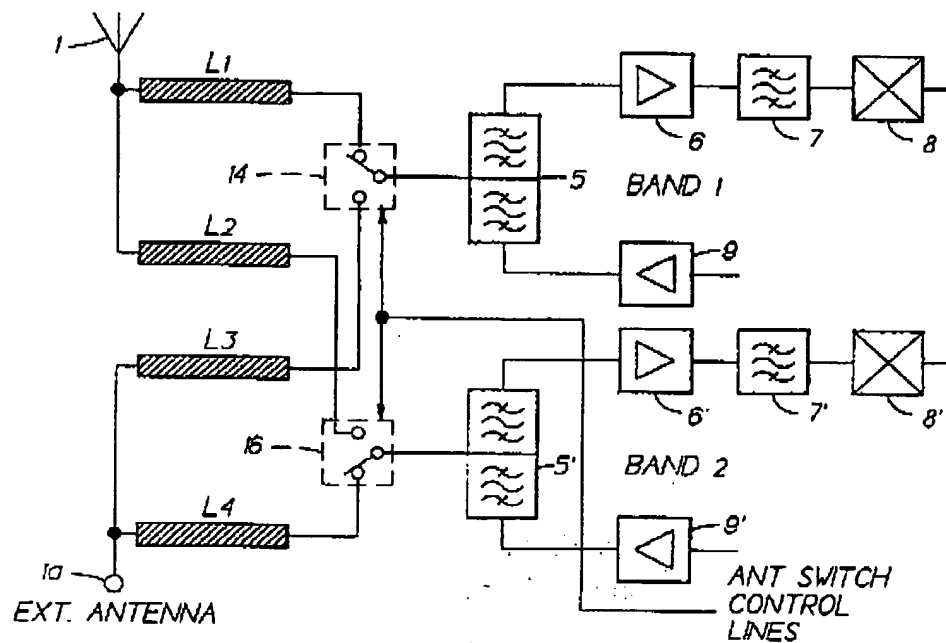 1
L1
14
5
6
7
8
BAND 1
L2
9
L3
6'
7'
8'
16
5'
BAND 2
L4
9'
1a
EXT. ANTENNA
ANT SWITCH
CONTROL
LINES